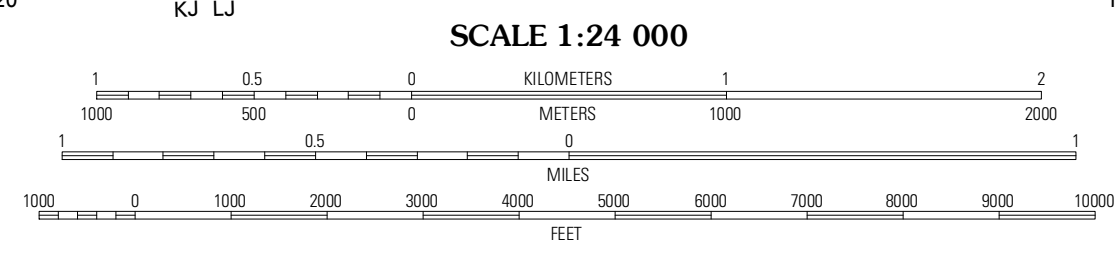 KJ LJ
SCALE 1:24 000
1 0.5 0 KILOMETERS 1 2
1000 500 0 METERS 1000 2000
1 0.5 0 1
MILES
1000 0 1000 2000 3000 4000 5000 6000 7000 8000 9000 10000
FEET